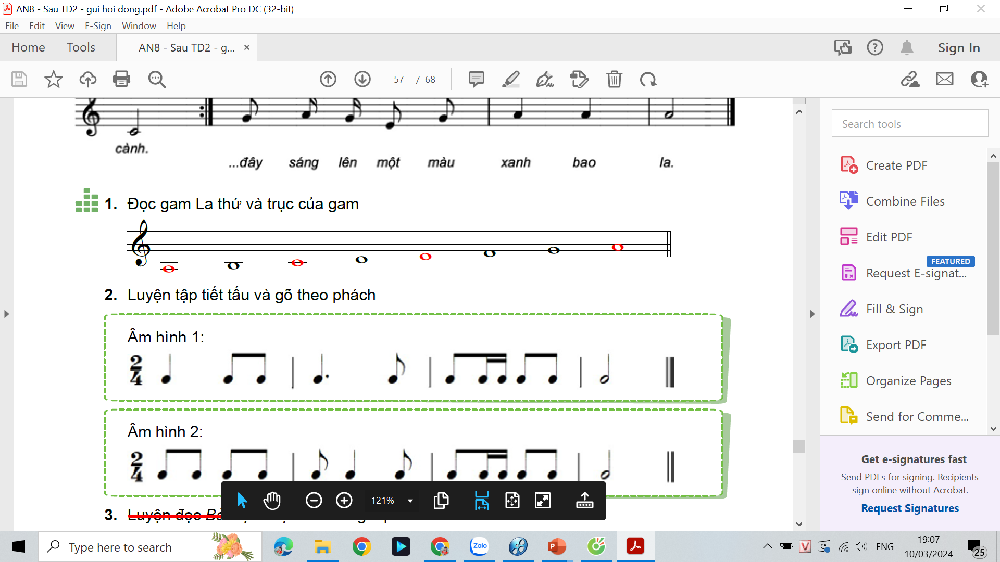 AN8 - Sau TD2 - gui hoi dong.pdf - Adobe Acrobat Pro DC (32-bit)
File Edit View E-Sign Window Help
Home Tools AN8 - Sau TD2 - g... × Sign In
57 / 68
cành.
...đây sáng lên một màu xanh bao la.
1. Đọc gam La thứ và trục của gam
2. Luyện tập tiết tấu và gõ theo phách
Âm hình 1:
2
4
Âm hình 2:
2
4
3. Luyện đọc
121%
Search tools
Create PDF
Combine Files
Edit PDF
FEATURED
Request E-signat...
Fill & Sign
Export PDF
Organize Pages
Send for Comme...
Get e-signatures fast
Send PDFs for signing. Recipients
sign online without Acrobat.
Request Signatures
Type here to search
Zalo
ENG
19:07
10/03/2024
25